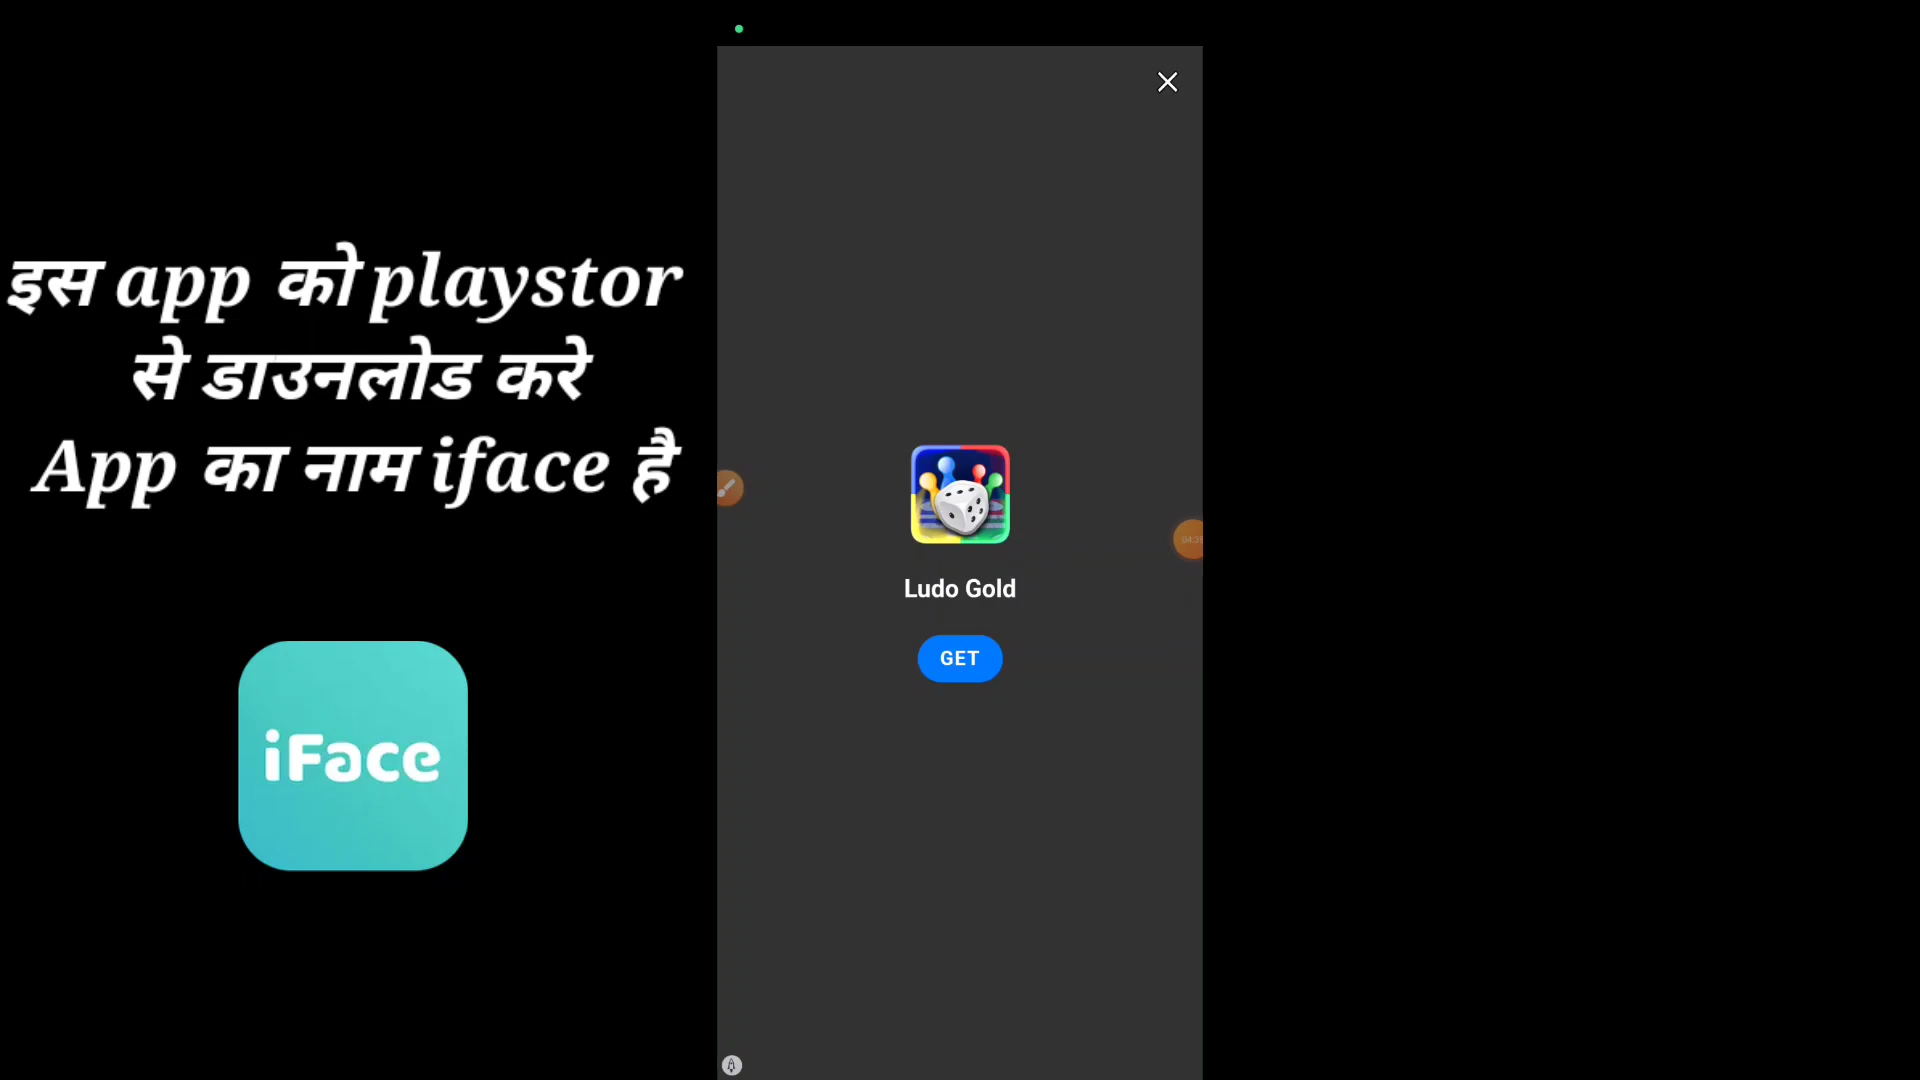 इस app को playstor
से डाउनलोड करे
App का नाम iface है
iFace
Ludo Gold
GET